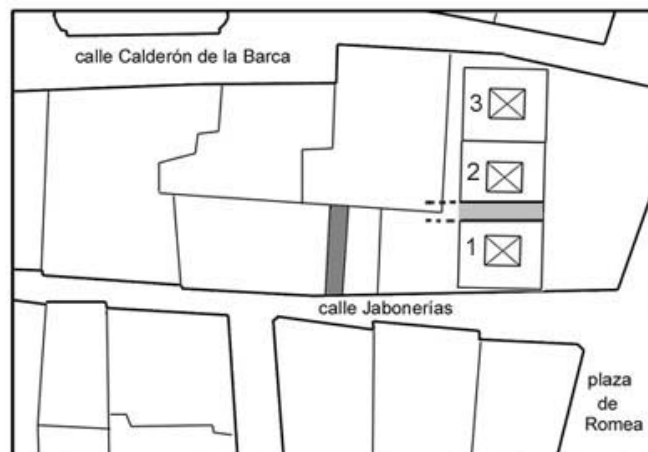 calle Calderón de la Barca
3
2
1
calle Jabonerías
plaza
de
Romea